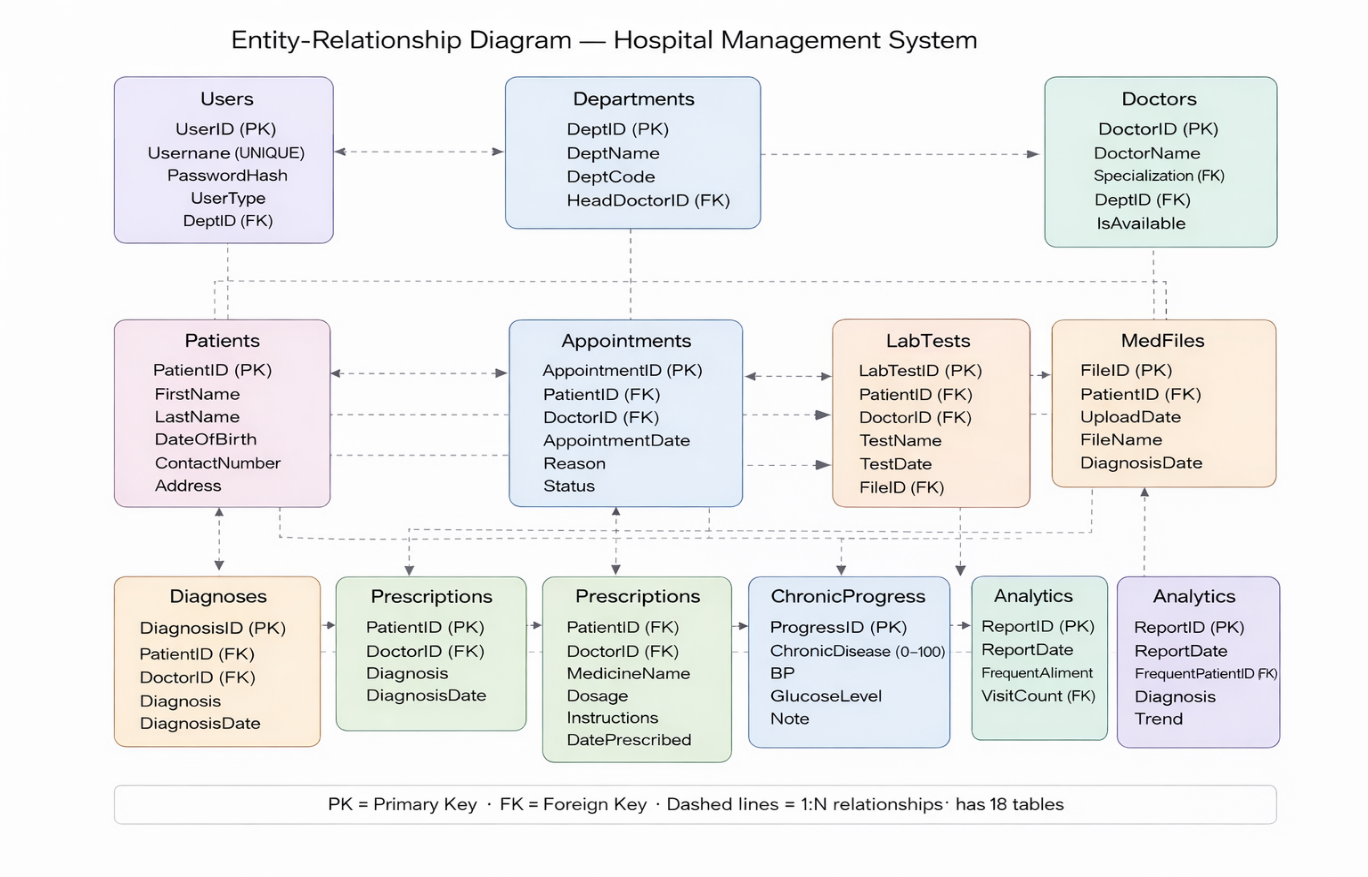 Entity-Relationship Diagram — Hospital Management System
Users
UserID (PK)
Usernane (UNIQUE)
PasswordHash
UserType
DeptID (FK)
Departments
DeptID (PK)
DeptName
DeptCode
HeadDoctorID (FK)
Doctors
DoctorID (PK)
DoctorName
Specialization (FK)
DeptID (FK)
IsAvailable
Patients
PatientID (PK)
FirstName
LastName
DateOfBirth
ContactNumber
Address
Appointments
AppointmentID (PK)
PatientID (FK)
DoctorID (FK)
AppointmentDate
Reason
Status
LabTests
LabTestID (PK)
PatientID (FK)
DoctorID (FK)
TestName
TestDate
FileID (FK)
MedFiles
FileID (PK)
PatientID (FK)
UploadDate
FileName
DiagnosisDate
Diagnoses
DiagnosisID (PK)
PatientID (FK)
DoctorID (FK)
Diagnosis
DiagnosisDate
Prescriptions
PatientID (PK)
DoctorID (FK)
Diagnosis
DiagnosisDate
Prescriptions
PatientID (FK)
DoctorID (FK)
MedicineName
Dosage
Instructions
DatePrescribed
ChronicProgress
ProgressID (PK)
ChronicDisease (0–100)
BP
GlucoseLevel
Note
Analytics
ReportID (PK)
ReportDate
FrequentAliment
VisitCount (FK)
Analytics
ReportID (PK)
ReportDate
FrequentPatientID (FK)
Diagnosis
Trend
PK = Primary Key · FK = Foreign Key · Dashed lines = 1:N relationships· has 18 tables